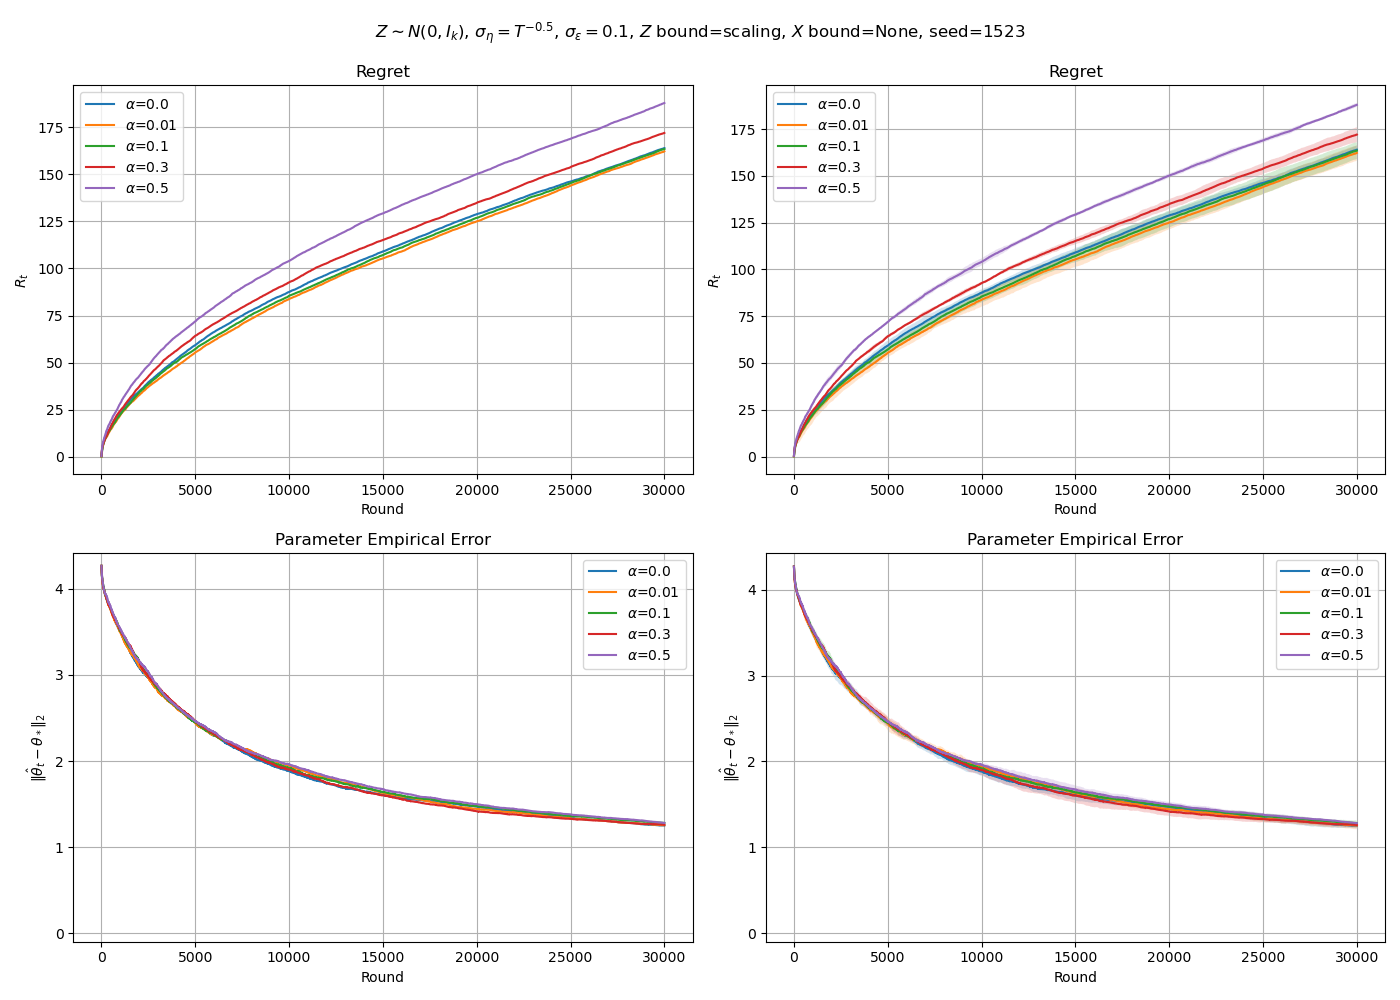 Z ∼ N(0, I_k), σ_η = T^{−0.5}, σ_ε = 0.1, Z bound=scaling, X bound=None, seed=1523
Regret
α=0.0
α=0.01
α=0.1
α=0.3
α=0.5
175
150
125
100
75
50
25
0
R_t
0 5000 10000 15000 20000 25000 30000
Round
Regret
α=0.0
α=0.01
α=0.1
α=0.3
α=0.5
175
150
125
100
75
50
25
0
R_t
0 5000 10000 15000 20000 25000 30000
Round
Parameter Empirical Error
α=0.0
α=0.01
α=0.1
α=0.3
α=0.5
4
3
2
1
0
‖θ̂_t − θ_*‖_2
0 5000 10000 15000 20000 25000 30000
Round
Parameter Empirical Error
α=0.0
α=0.01
α=0.1
α=0.3
α=0.5
4
3
2
1
0
‖θ̂_t − θ_*‖_2
0 5000 10000 15000 20000 25000 30000
Round